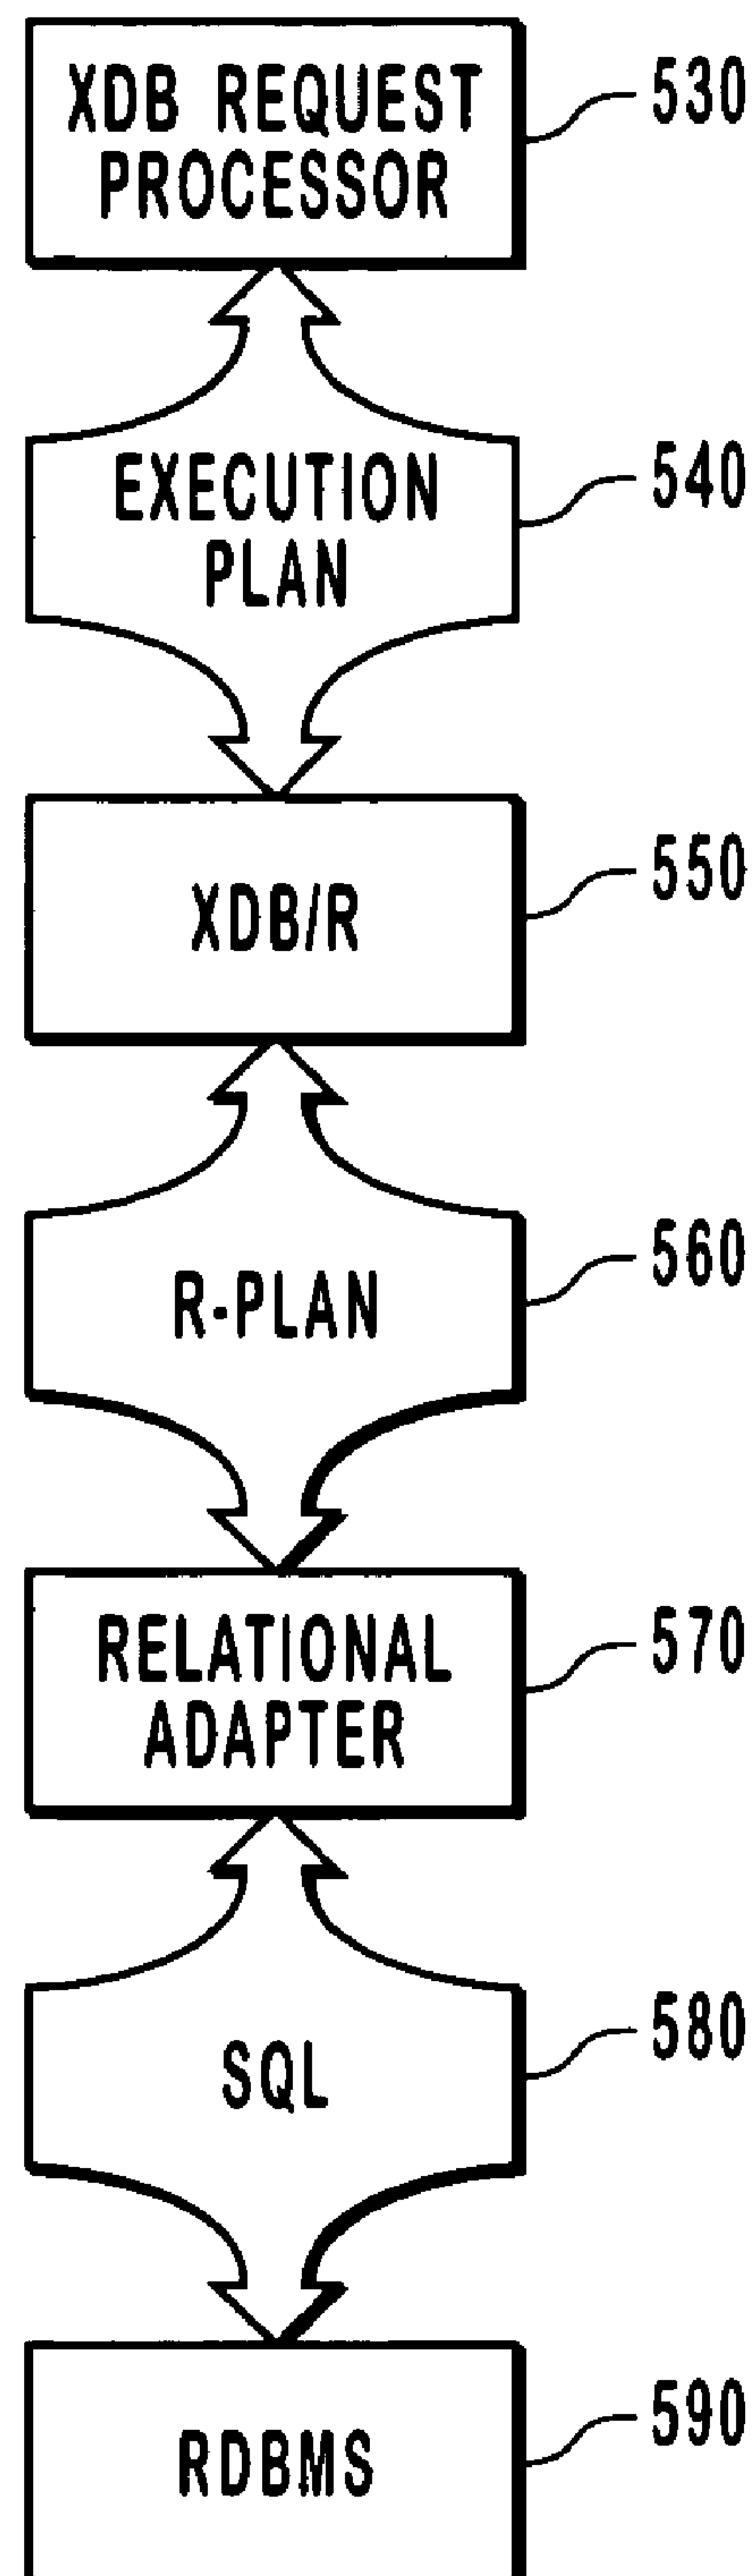 XDB REQUEST
PROCESSOR
530
EXECUTION
PLAN
540
XDB/R
550
R-PLAN
560
RELATIONAL
ADAPTER
570
SQL
580
RDBMS
590